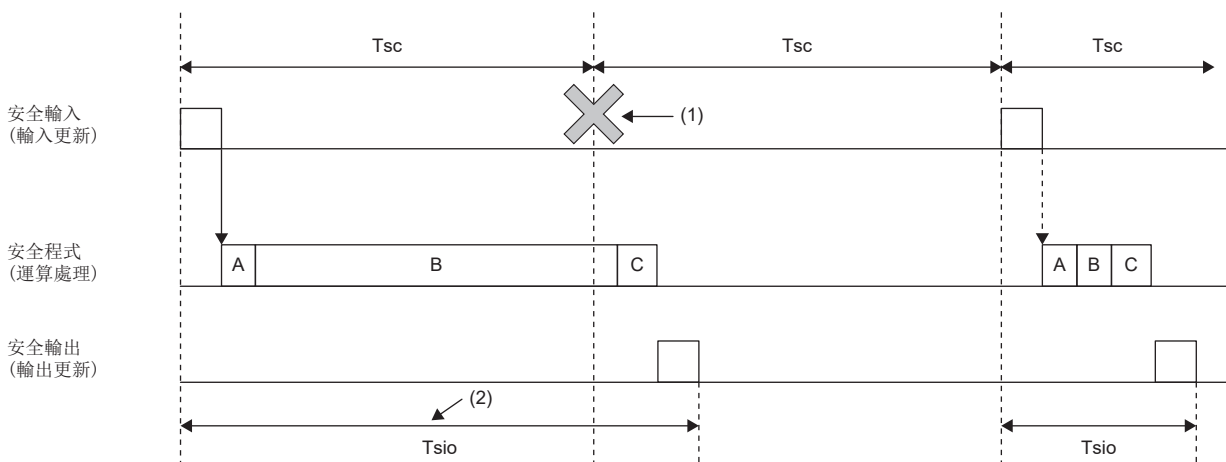 Tsc
Tsc
Tsc
安全輸入
(輸入更新)
(1)
安全程式
(運算處理)
A
B
C
A
B
C
安全輸出
(輸出更新)
(2)
Tsio
Tsio